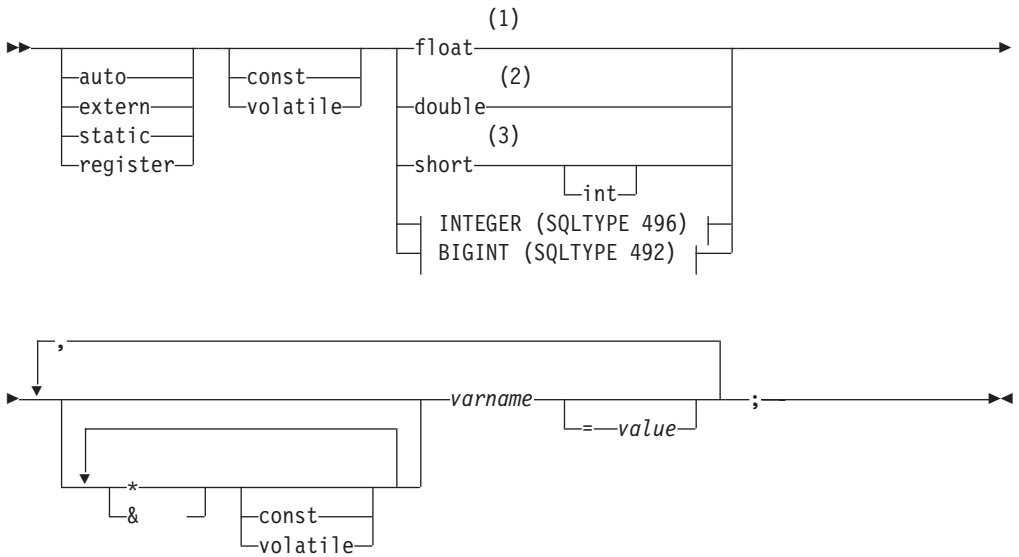 (1)
float
auto const (2)
extern volatile double
static (3)
register short
int
INTEGER (SQLTYPE 496)
BIGINT (SQLTYPE 492)
,
varname ;
= value
*
& const
volatile